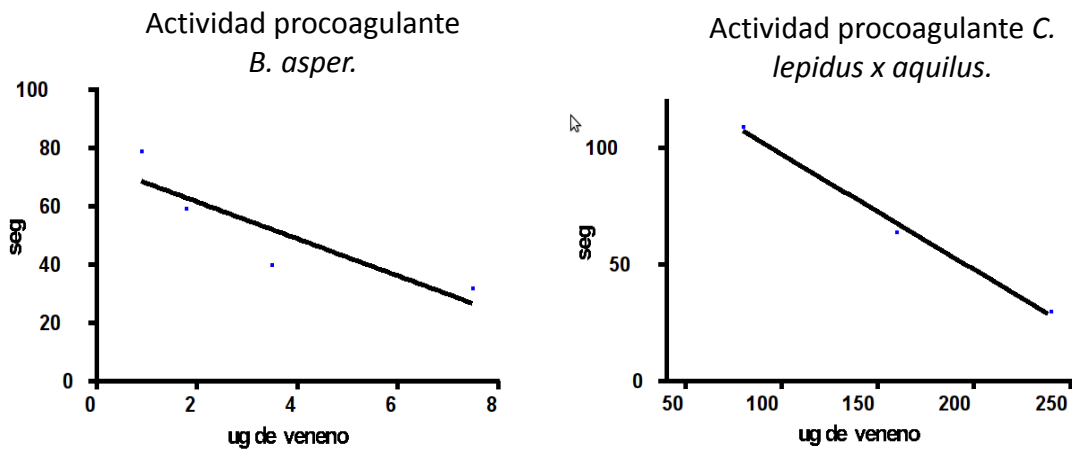 Actividad procoagulante
B. asper.
100
80
60
40
20
0
seg
0 2 4 6 8
ug de veneno
Actividad procoagulante C.
lepidus x aquilus.
100
50
0
seg
50 100 150 200 250
ug de veneno